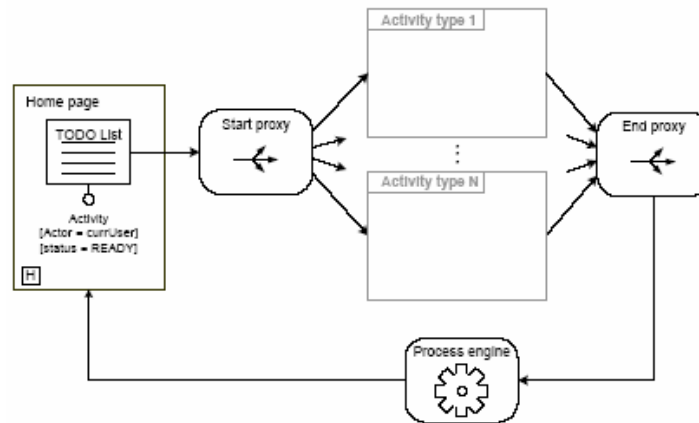 Activity type 1
Home page
TODO List
Start proxy
End proxy
Activity type N
Activity
[Actor = currUser]
[status = READY]
H
Process engine